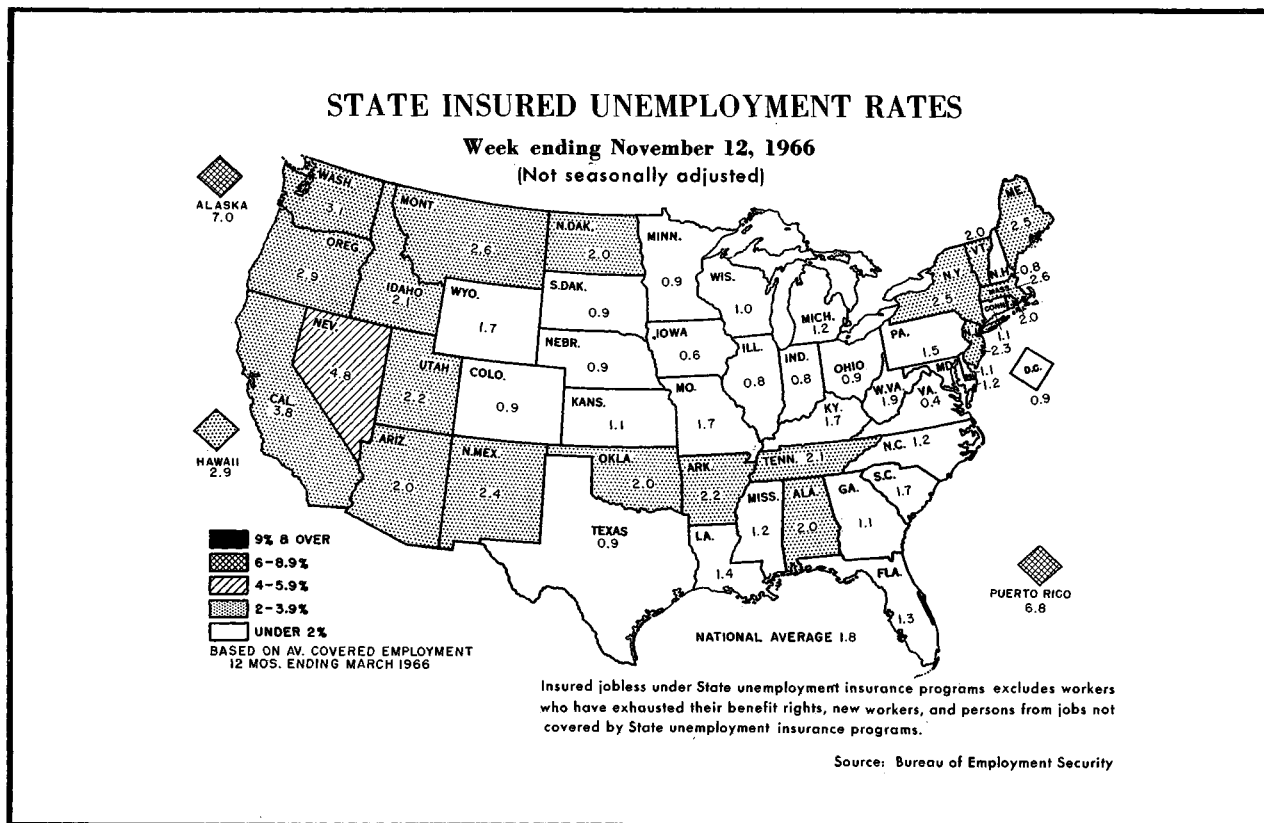 STATE INSURED UNEMPLOYMENT RATES
Week ending November 12, 1966
(Not seasonally adjusted)
ALASKA
7.0
WASH.
3.1
OREG.
2.9
MONT
2.6
IDAHO
2.1
N.DAK.
2.0
MINN.
0.9
WIS.
1.0
MICH.
1.2
2.0
VT.
ME.
2.5
N.H.
0.8
MASS.
2.6
CONN.
2.0
1.1
N.Y.
2.5
N.J.
2.3
PA.
1.5
1.1
MD.
1.2
D.C.
0.9
WYO.
1.7
S.DAK.
0.9
NEBR.
0.9
IOWA
0.6
ILL.
0.8
IND.
0.8
OHIO
0.9
W.VA.
1.9
VA.
0.4
KY.
1.7
NEV.
4.8
CAL.
3.8
UTAH
2.2
COLO.
0.9
KANS.
1.1
MO.
1.7
HAWAII
2.9
ARIZ.
2.0
N.MEX.
2.4
OKLA.
2.0
ARK.
2.2
TENN. 2.1
N.C. 1.2
S.C.
1.7
TEXAS
0.9
LA.
1.4
MISS.
1.2
ALA.
2.0
GA.
1.1
FLA.
1.3
PUERTO RICO
6.8
9% & OVER
6-8.9%
4-5.9%
2-3.9%
UNDER 2%
BASED ON AV. COVERED EMPLOYMENT
12 MOS. ENDING MARCH 1966
NATIONAL AVERAGE 1.8
Insured jobless under State unemployment insurance programs excludes workers
who have exhausted their benefit rights, new workers, and persons from jobs not
covered by State unemployment insurance programs.
Source: Bureau of Employment Security